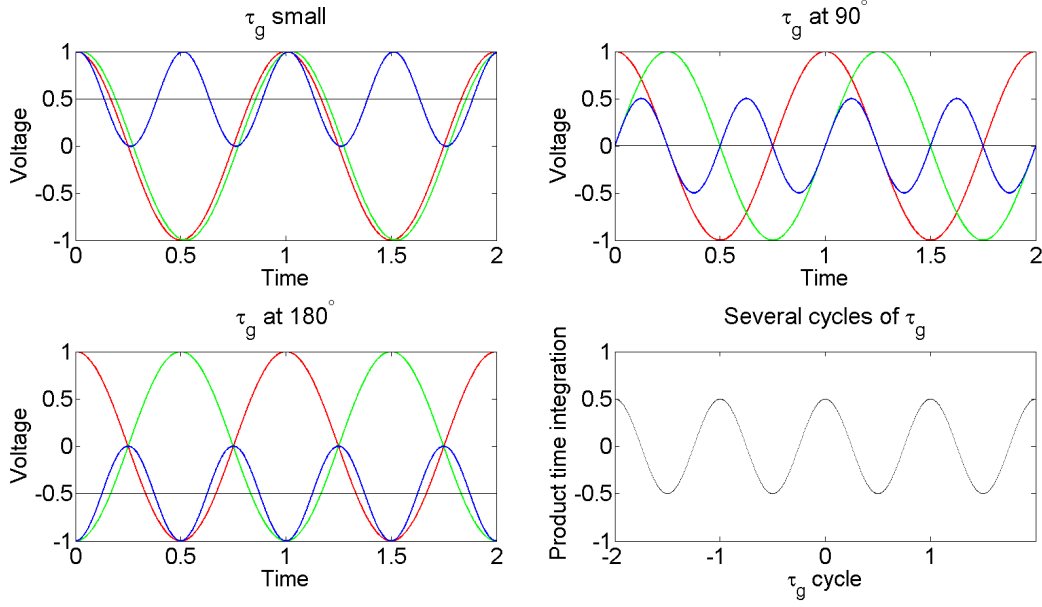 τg small
1
0.5
0
-0.5
-1
Voltage
0 0.5 1 1.5 2
Time
τg at 90°
1
0.5
0
-0.5
-1
Voltage
0 0.5 1 1.5 2
Time
τg at 180°
1
0.5
0
-0.5
-1
Voltage
0 0.5 1 1.5 2
Time
Several cycles of τg
1
0.5
0
-0.5
-1
Product time integration
-2 -1 0 1
τg cycle